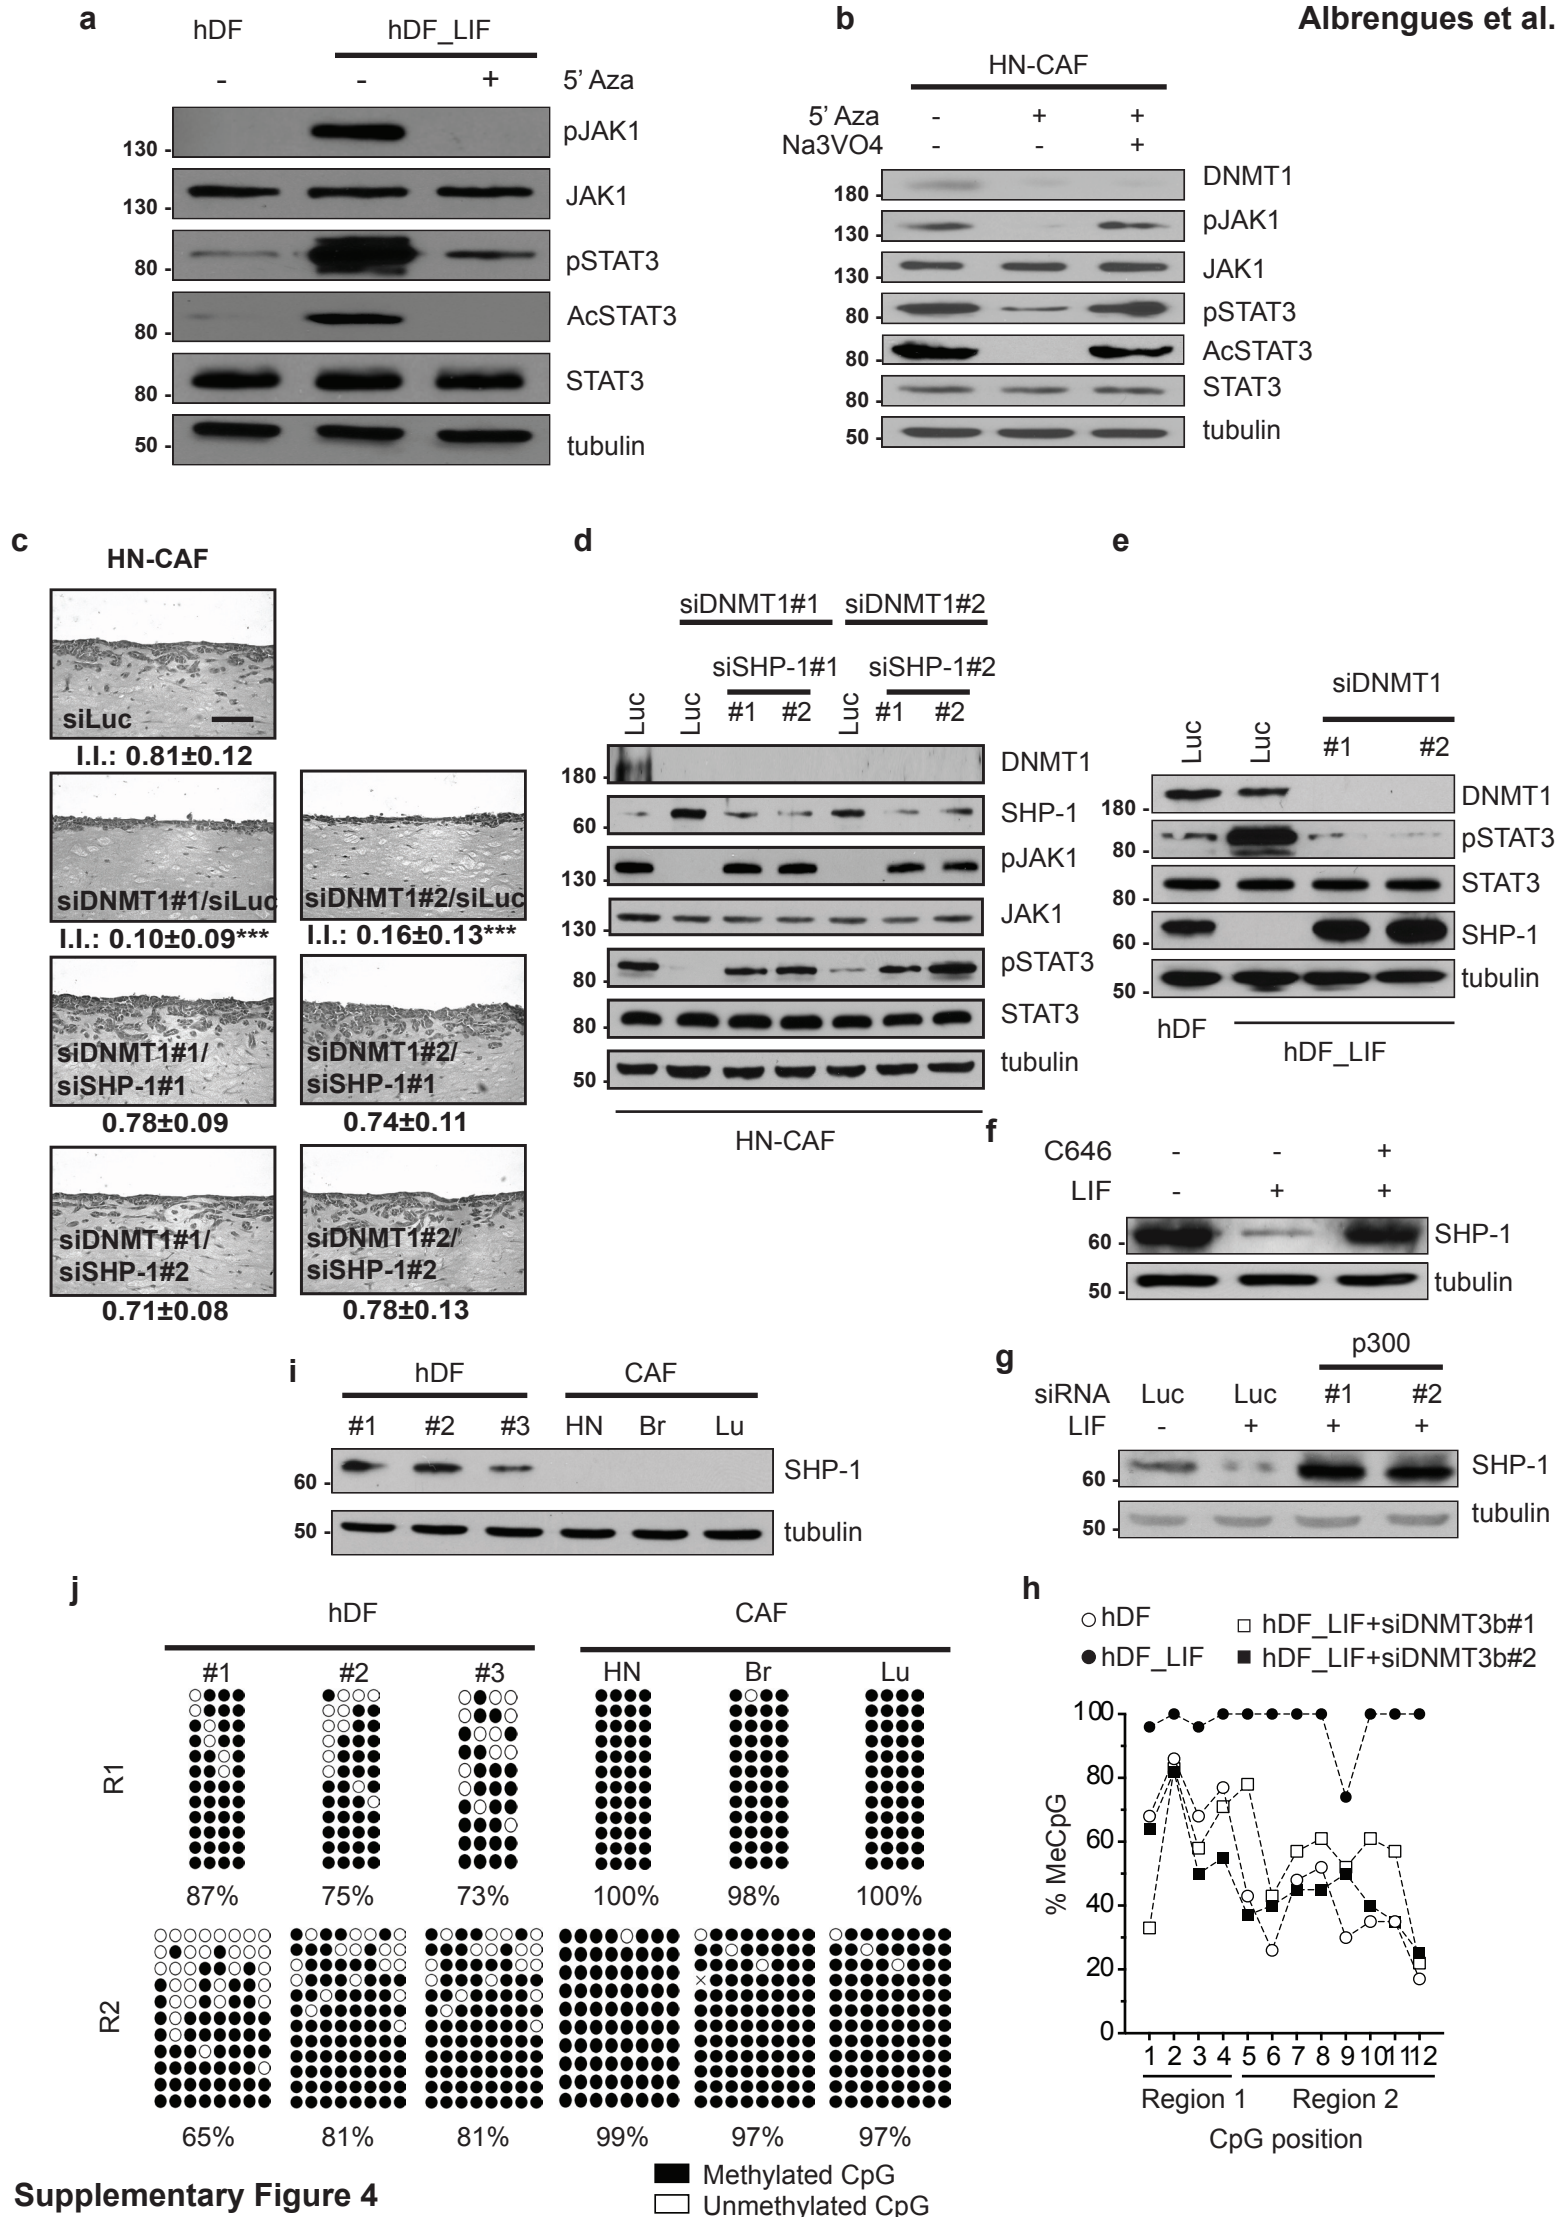 Albrengues et al.
a
hDF hDF_LIF
- - + 5’ Aza
130 - pJAK1
130 - JAK1
80 - pSTAT3
80 - AcSTAT3
80 - STAT3
50 - tubulin
b
HN-CAF
5’ Aza - + +
Na3VO4 - - +
180 - DNMT1
130 - pJAK1
130 - JAK1
80 - pSTAT3
80 - AcSTAT3
80 - STAT3
50 - tubulin
c
HN-CAF
siLuc
I.I.: 0.81±0.12
siDNMT1#1/siLuc
I.I.: 0.10±0.09***
siDNMT1#2/siLuc
I.I.: 0.16±0.13***
siDNMT1#1/
siSHP-1#1
0.78±0.09
siDNMT1#2/
siSHP-1#1
0.74±0.11
siDNMT1#1/
siSHP-1#2
0.71±0.08
siDNMT1#2/
siSHP-1#2
0.78±0.13
d
siDNMT1#1 siDNMT1#2
siSHP-1#1 siSHP-1#2
Luc Luc #1 #2 Luc #1 #2
180 - DNMT1
60 - SHP-1
130 - pJAK1
130 - JAK1
80 - pSTAT3
80 - STAT3
50 - tubulin
HN-CAF
e
siDNMT1
Luc Luc #1 #2
180 - DNMT1
80 - pSTAT3
80 - STAT3
60 - SHP-1
50 - tubulin
hDF
hDF_LIF
f
C646 - - +
LIF - + +
60 - SHP-1
50 - tubulin
g
p300
siRNA Luc Luc #1 #2
LIF - + + +
60 - SHP-1
50 - tubulin
i
hDF CAF
#1 #2 #3 HN Br Lu
60 - SHP-1
50 - tubulin
j
hDF CAF
#1 #2 #3 HN Br Lu
R1
87% 75% 73% 100% 98% 100%
R2
65% 81% 81% 99% 97% 97%
Methylated CpG
Unmethylated CpG
h
hDF hDF_LIF+siDNMT3b#1
hDF_LIF hDF_LIF+siDNMT3b#2
% MeCpG
100
80
60
40
20
0
1 2 3 4 5 6 7 8 9 10 11 12
Region 1 Region 2
CpG position
Supplementary Figure 4